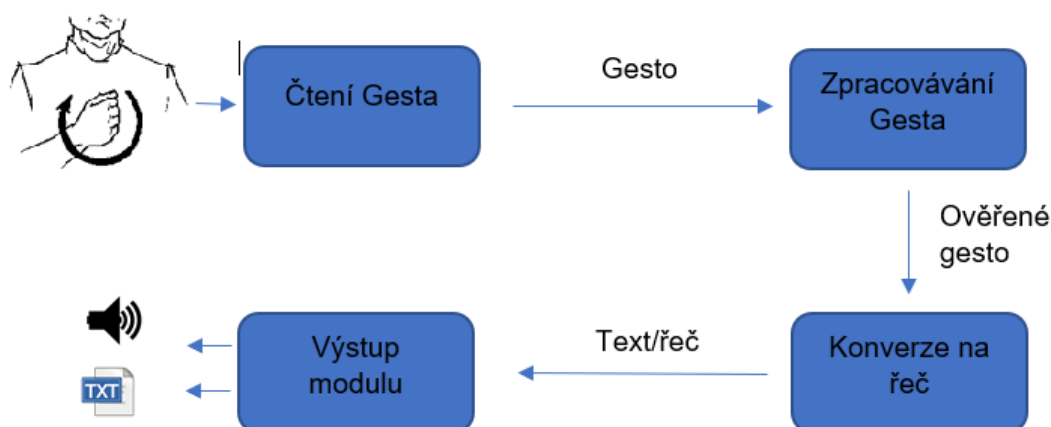 Čtení Gesta
Gesto
Zpracovávání
Gesta
Ověřené
gesto
Konverze na
řeč
Text/řeč
Výstup
modulu
TXT